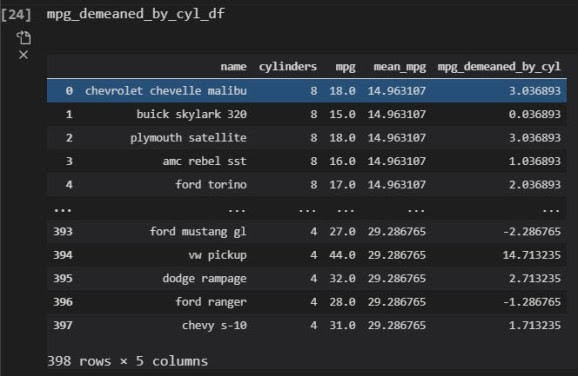 [24] mpg_demeaned_by_cyl_df
name cylinders mpg mean_mpg mpg_demeaned_by_cyl
0 chevrolet chevelle malibu 8 18.0 14.963107 3.036893
1 buick skylark 320 8 15.0 14.963107 0.036893
2 plymouth satellite 8 18.0 14.963107 3.036893
3 amc rebel sst 8 16.0 14.963107 1.036893
4 ford torino 8 17.0 14.963107 2.036893
... ... ... ... ... ...
393 ford mustang gl 4 27.0 29.286765 -2.286765
394 vw pickup 4 44.0 29.286765 14.713235
395 dodge rampage 4 32.0 29.286765 2.713235
396 ford ranger 4 28.0 29.286765 -1.286765
397 chevy s-10 4 31.0 29.286765 1.713235
398 rows × 5 columns